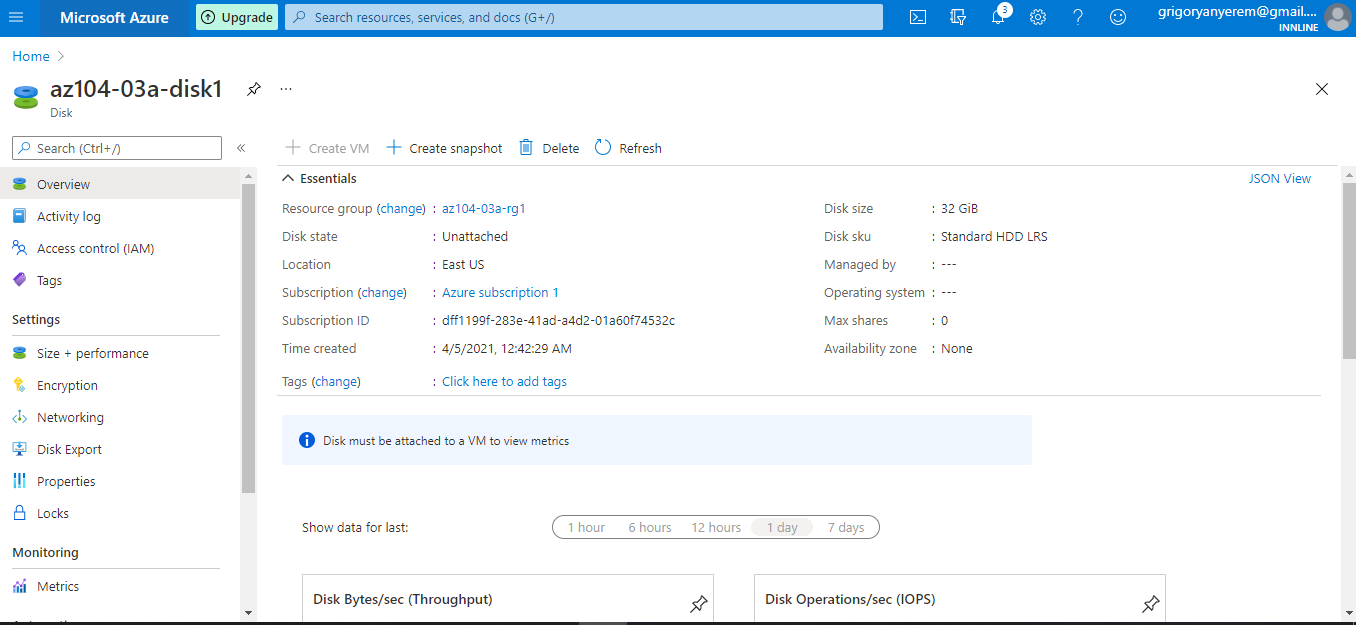 Microsoft Azure
Upgrade
Search resources, services, and docs (G+/)
3
grigoryanyerem@gmail....
INNLINE
Home
az104-03a-disk1
...
Disk
Search (Ctrl+/)
«
Create VM
Create snapshot
Delete
Refresh
Overview
Activity log
Access control (IAM)
Tags
Settings
Size + performance
Encryption
Networking
Disk Export
Properties
Locks
Monitoring
Metrics
Essentials
JSON View
Resource group (change) : az104-03a-rg1
Disk state : Unattached
Location : East US
Subscription (change) : Azure subscription 1
Subscription ID : dff1199f-283e-41ad-a4d2-01a60f74532c
Time created : 4/5/2021, 12:42:29 AM
Tags (change) : Click here to add tags
Disk size : 32 GiB
Disk sku : Standard HDD LRS
Managed by : ---
Operating system : ---
Max shares : 0
Availability zone : None
Disk must be attached to a VM to view metrics
Show data for last: 1 hour 6 hours 12 hours 1 day 7 days
Disk Bytes/sec (Throughput)
Disk Operations/sec (IOPS)